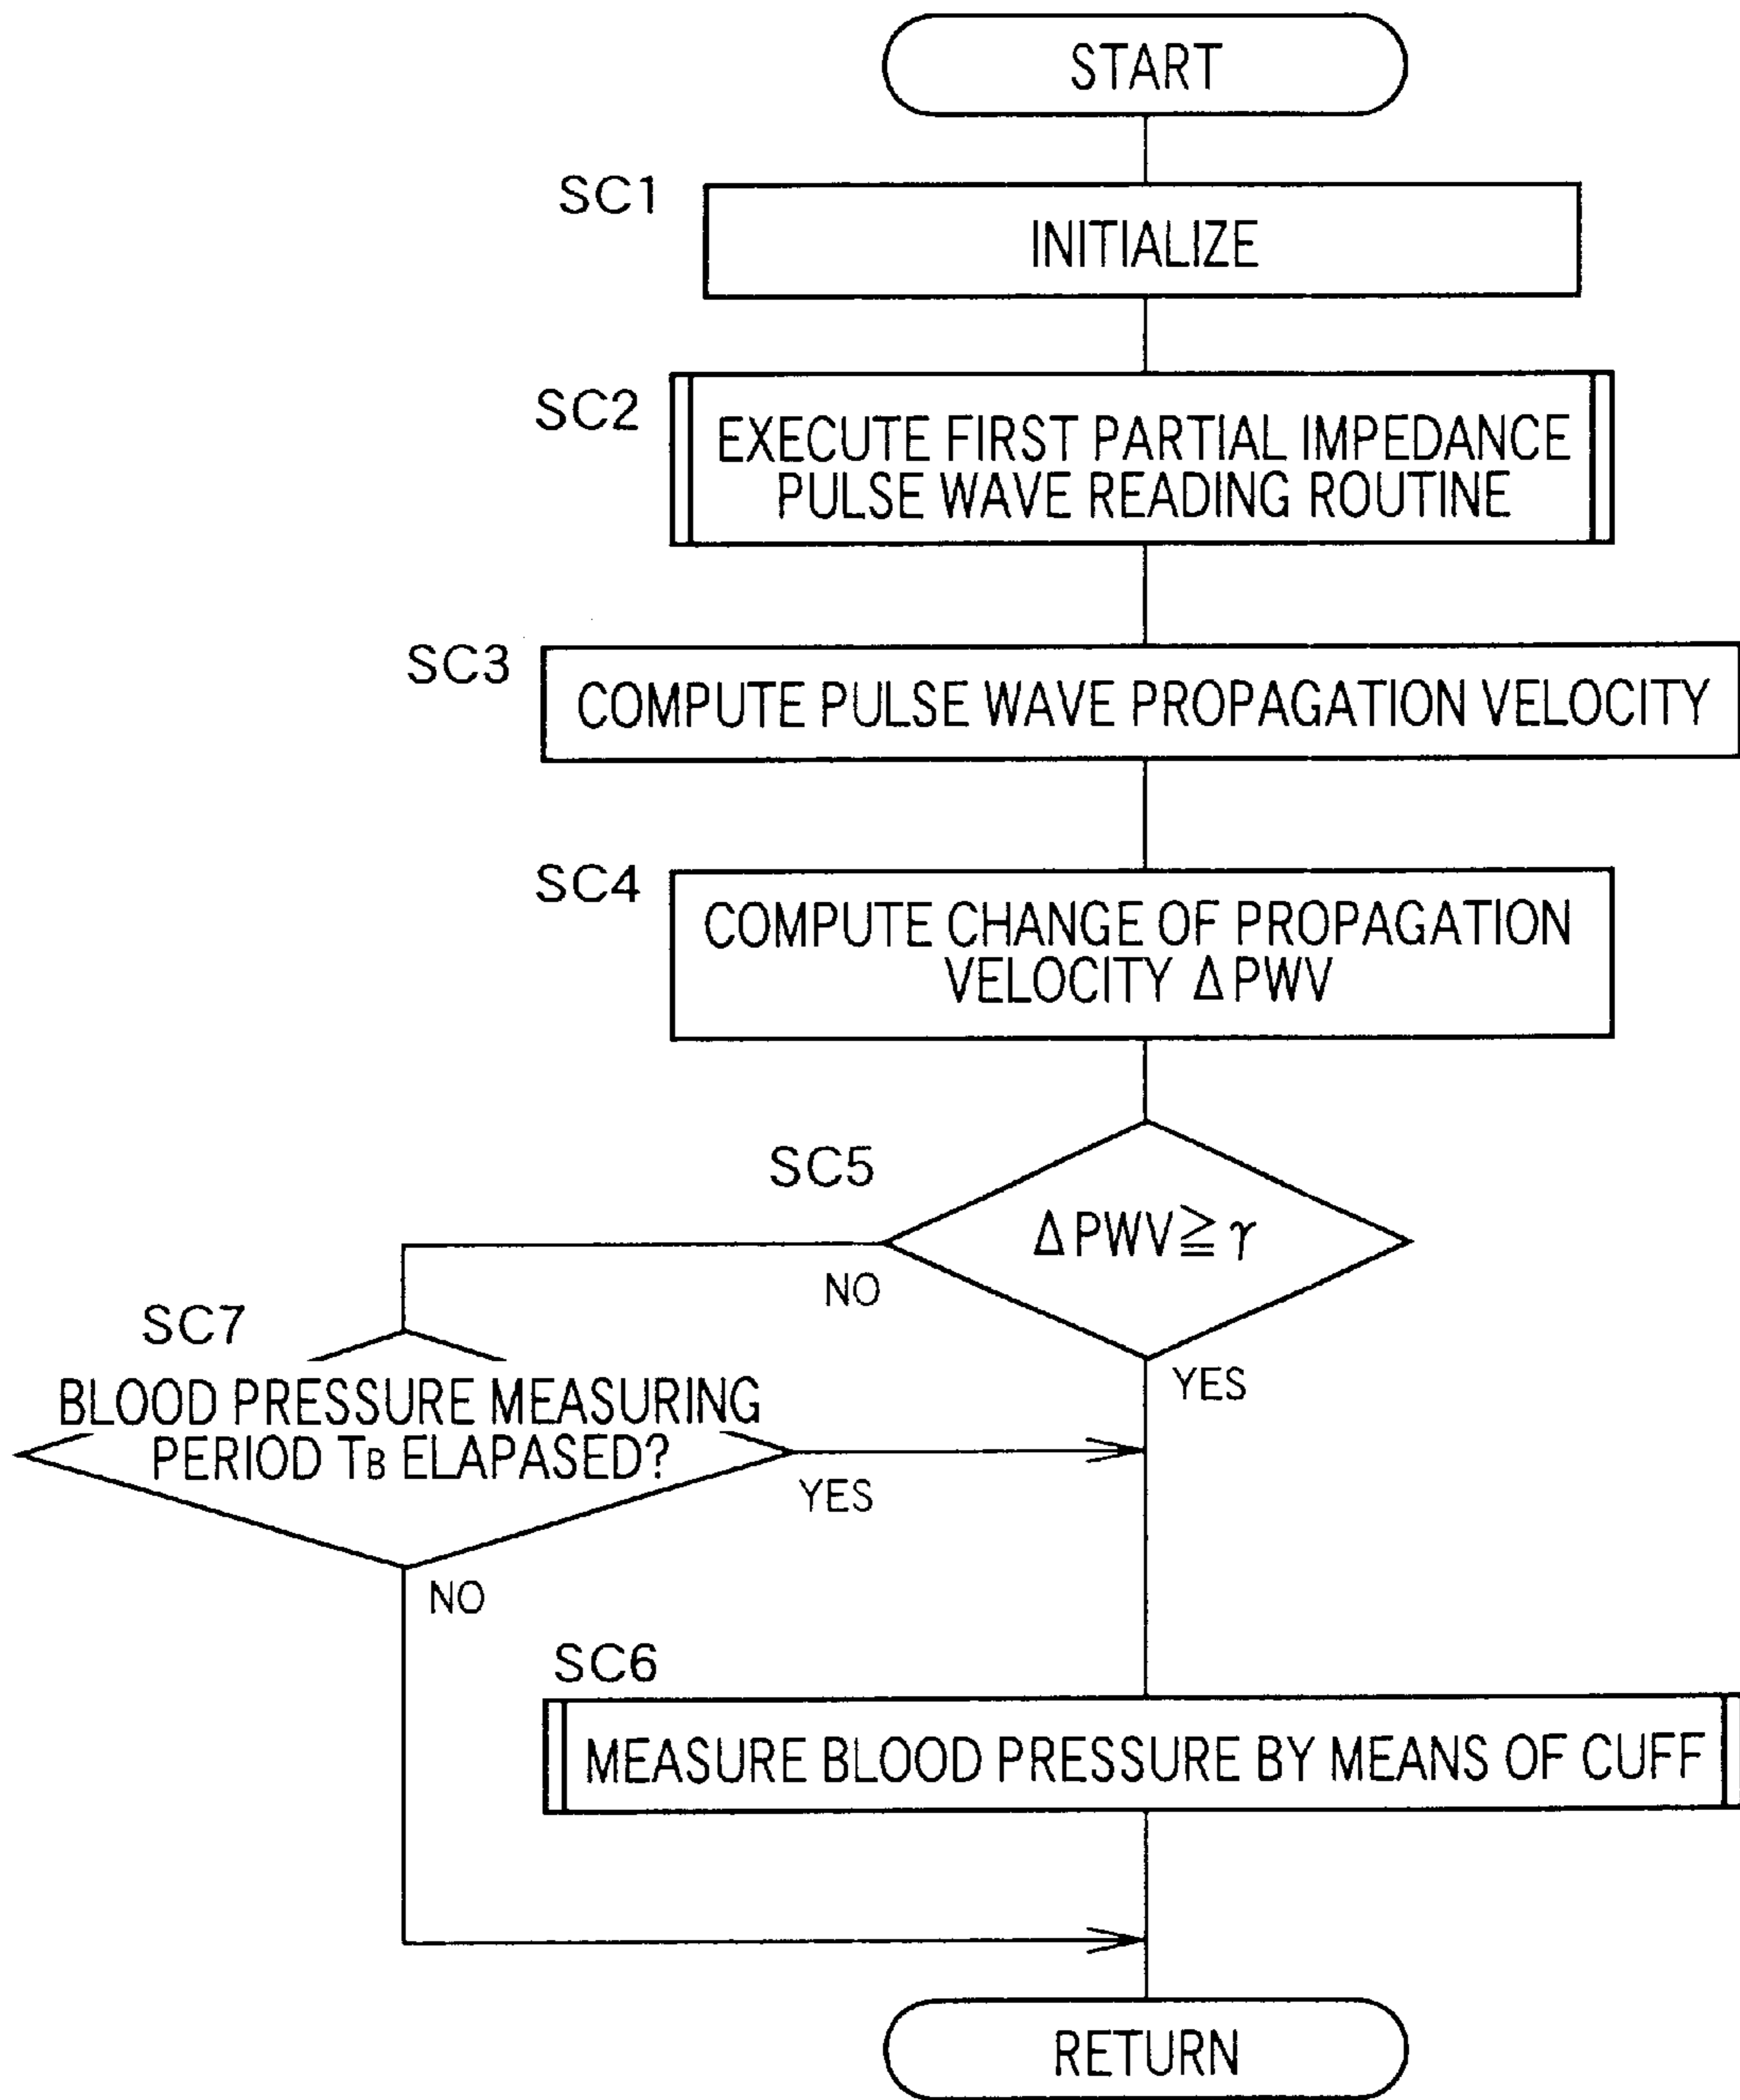 START
SC1
INITIALIZE
SC2
EXECUTE FIRST PARTIAL IMPEDANCE
PULSE WAVE READING ROUTINE
SC3
COMPUTE PULSE WAVE PROPAGATION VELOCITY
SC4
COMPUTE CHANGE OF PROPAGATION
VELOCITY ΔPWV
SC5
ΔPWV≧γ
NO
YES
SC7
BLOOD PRESSURE MEASURING
PERIOD TB ELAPASED?
YES
NO
SC6
MEASURE BLOOD PRESSURE BY MEANS OF CUFF
RETURN